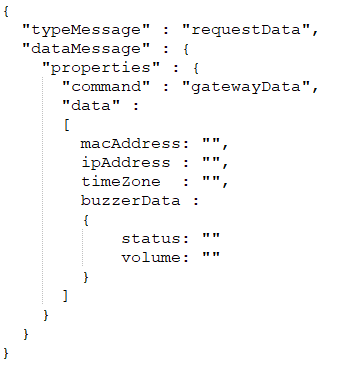 {
  "typeMessage" : "requestData",
  "dataMessage" : {
    "properties" : {
      "command" : "gatewayData",
      "data" :
      [
        macAddress: "",
        ipAddress : "",
        timeZone  : "",
        buzzerData :
        {
            status: ""
            volume: ""
        }
      ]
    }
  }
}